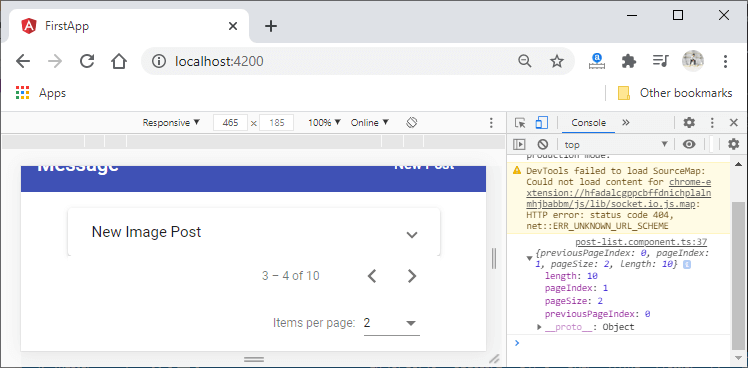 FirstApp
localhost:4200
Apps
Other bookmarks
Responsive ▼ 465 × 185 100% ▼ Online ▼
Console
top
Message New Post
New Image Post
3 – 4 of 10
Items per page: 2
production mode.
DevTools failed to load SourceMap:
Could not load content for chrome-e
xtension://hfadalcgppcbffdnichplaln
mhjbabbm/js/lib/socket.io.js.map:
HTTP error: status code 404,
net::ERR_UNKNOWN_URL_SCHEME
post-list.component.ts:37
{previousPageIndex: 0, pageIndex:
1, pageSize: 2, length: 10}
length: 10
pageIndex: 1
pageSize: 2
previousPageIndex: 0
__proto__: Object